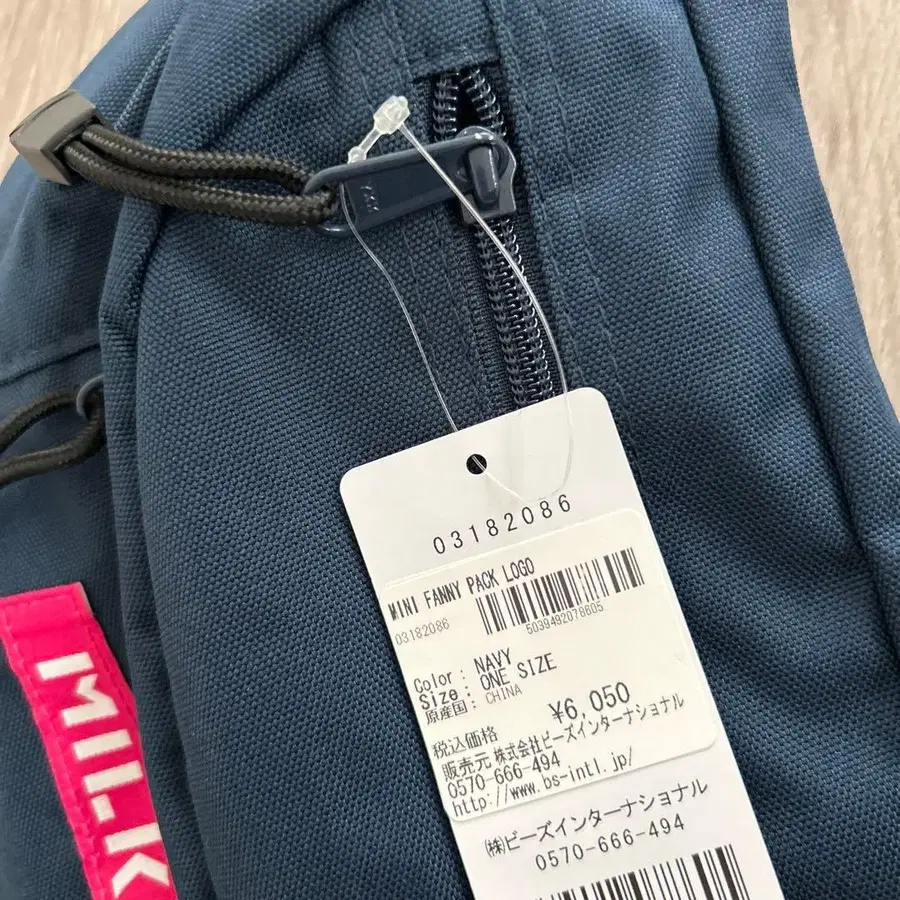 03182086
MINI FANNY PACK LOGO
03182086
5039492078605
Color : NAVY
Size : ONE SIZE
原産国 : CHINA
¥6,050
税込価格
販売元 株式会社ビーズインターナショナル
0570-666-494
http://www.bs-intl.jp/
㈱ビーズインターナショナル
0570-666-494
MILK